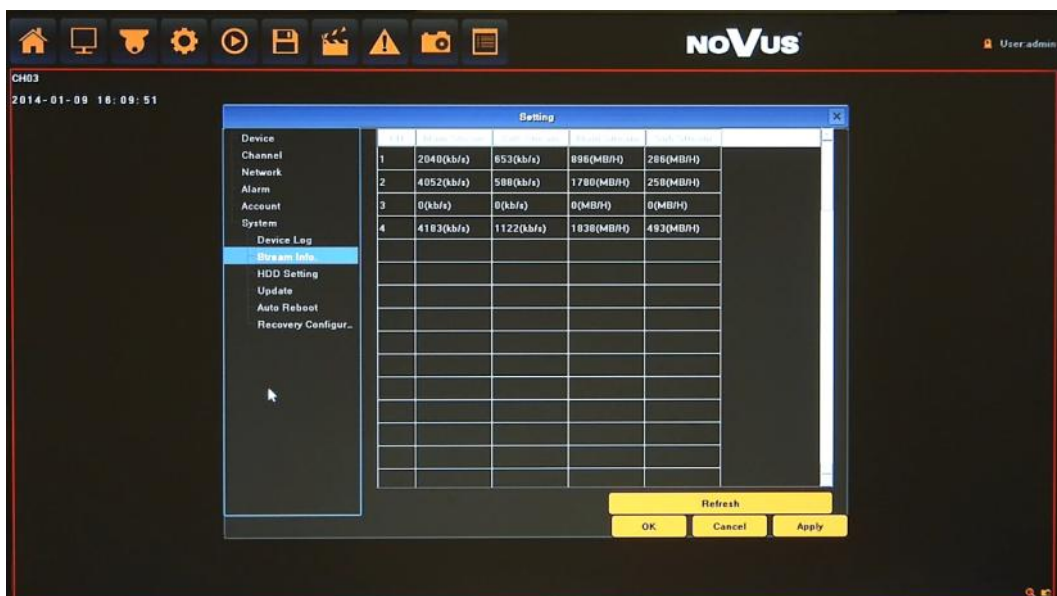 NOVUS
User:admin
CH03
2014-01-09 16:09:51
Setting
Device
Channel
Network
Alarm
Account
System
Device Log
Stream Info.
HDD Setting
Update
Auto Reboot
Recovery Configur..
1 2040(kb/s) 653(kb/s) 896(MB/H) 286(MB/H)
2 4052(kb/s) 588(kb/s) 1780(MB/H) 258(MB/H)
3 0(kb/s) 0(kb/s) 0(MB/H) 0(MB/H)
4 4183(kb/s) 1122(kb/s) 1838(MB/H) 493(MB/H)
Refresh
OK Cancel Apply